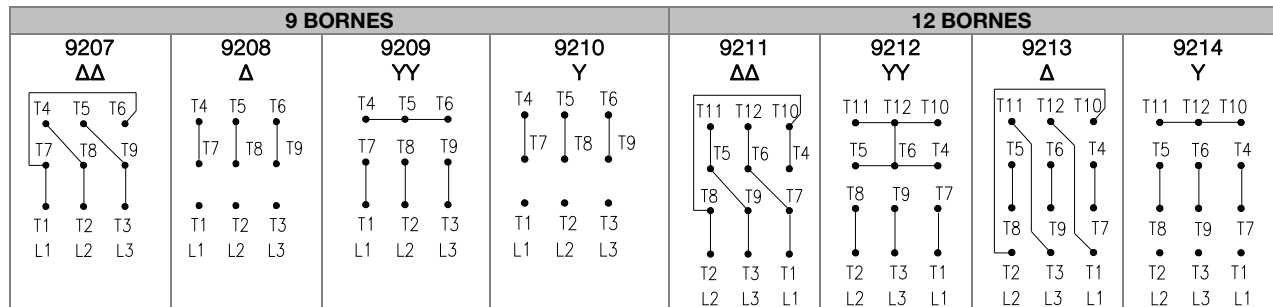 9 BORNES 12 BORNES
9207 9208 9209 9210 9211 9212 9213 9214
ΔΔ Δ YY Y ΔΔ YY Δ Y
T4 T5 T6 T4 T5 T6 T4 T5 T6 T4 T5 T6 T11 T12 T10 T11 T12 T10 T11 T12 T10 T11 T12 T10
T7 T8 T9 T7 T8 T9 T7 T8 T9 T7 T8 T9 T5 T6 T4 T5 T6 T4 T5 T6 T4 T5 T6 T4
T8 T9 T7 T8 T9 T7 T8 T9 T7 T8 T9 T7
T1 T2 T3 T1 T2 T3 T1 T2 T3 T1 T2 T3 T2 T3 T1 T2 T3 T1 T2 T3 T1 T2 T3 T1
L1 L2 L3 L1 L2 L3 L1 L2 L3 L1 L2 L3 L2 L3 L1 L2 L3 L1 L2 L3 L1 L2 L3 L1